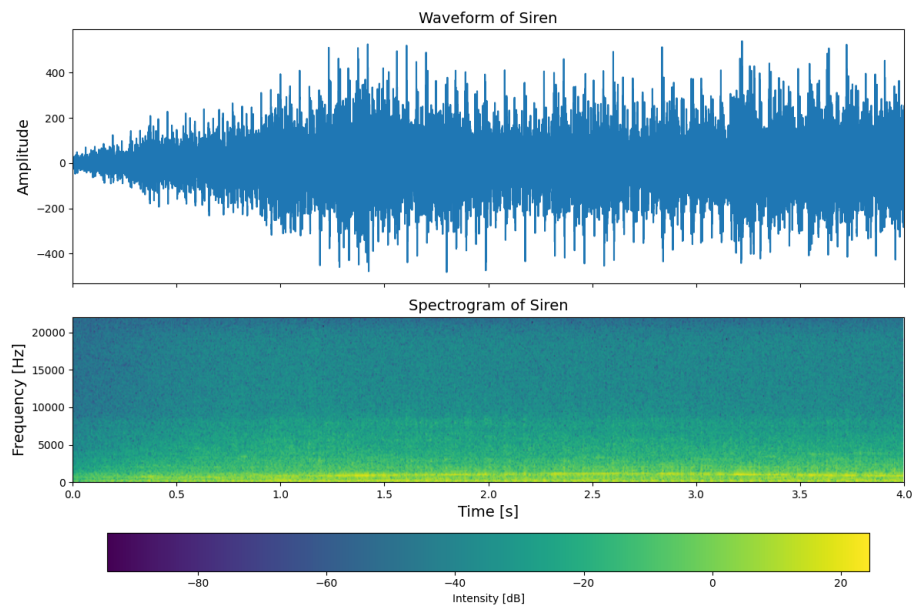 Waveform of Siren
400
200
0
−200
−400
Amplitude
Spectrogram of Siren
20000
15000
10000
5000
0
Frequency [Hz]
0.0 0.5 1.0 1.5 2.0 2.5 3.0 3.5 4.0
Time [s]
−80 −60 −40 −20 0 20
Intensity [dB]